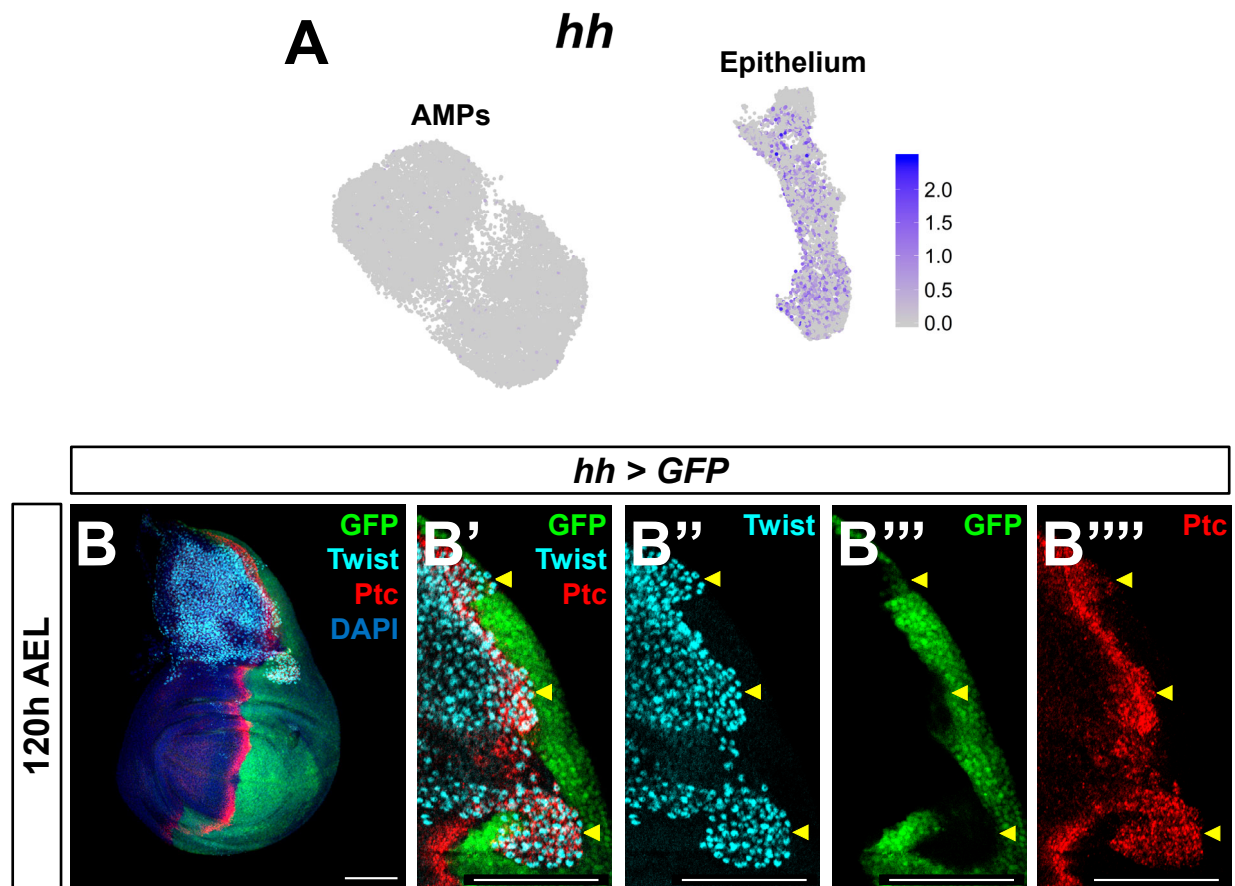 A
hh
AMPs
Epithelium
2.0
1.5
1.0
0.5
0.0
hh > GFP
120h AEL
B
GFP
Twist
Ptc
DAPI
B'
GFP
Twist
Ptc
B''
Twist
B'''
GFP
B''''
Ptc